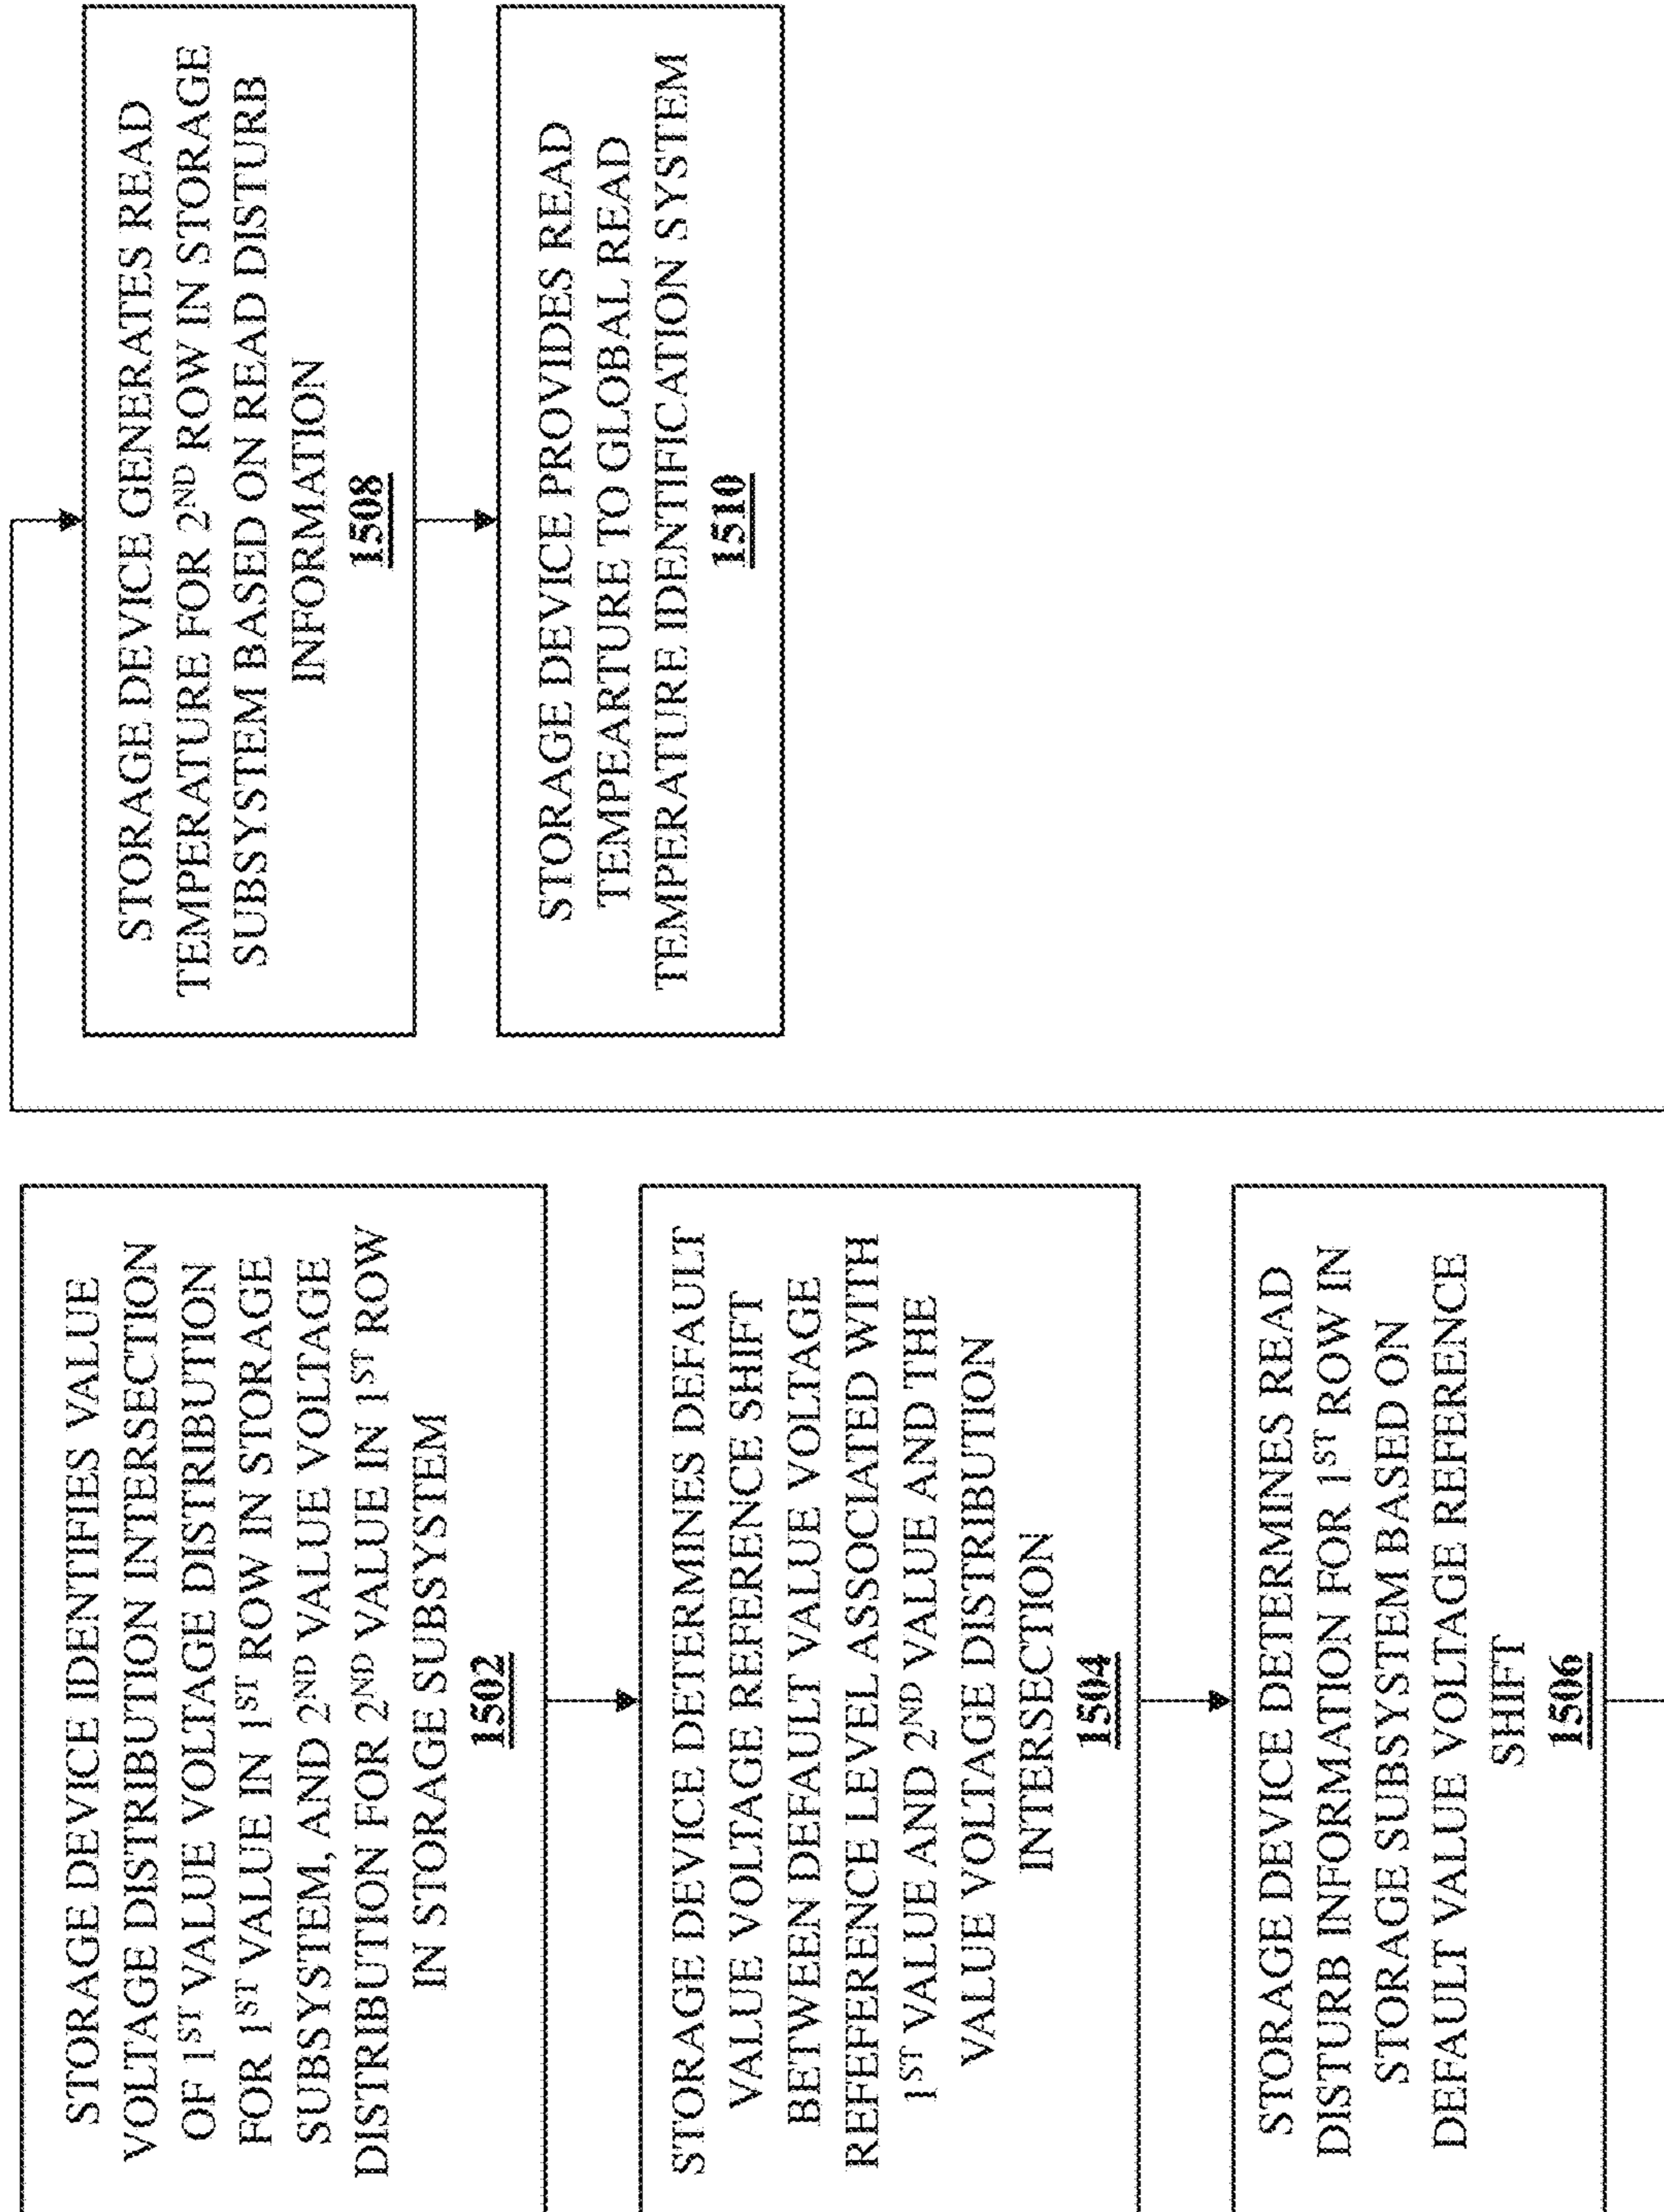 STORAGE DEVICE IDENTIFIES VALUE
VOLTAGE DISTRIBUTION INTERSECTION
OF 1ST VALUE VOLTAGE DISTRIBUTION
FOR 1ST VALUE IN 1ST ROW IN STORAGE
SUBSYSTEM, AND 2ND VALUE VOLTAGE
DISTRIBUTION FOR 2ND VALUE IN 1ST ROW
IN STORAGE SUBSYSTEM
1502
STORAGE DEVICE DETERMINES DEFAULT
VALUE VOLTAGE REFERENCE SHIFT
BETWEEN DEFAULT VALUE VOLTAGE
REFEFERENCE LEVEL ASSOCIATED WITH
1ST VALUE AND 2ND VALUE AND THE
VALUE VOLTAGE DISTRIBUTION
INTERSECTION
1504
STORAGE DEVICE DETERMINES READ
DISTURB INFORMATION FOR 1ST ROW IN
STORAGE SUBSYSTEM BASED ON
DEFAULT VALUE VOLTAGE REFERENCE
SHIFT
1506
STORAGE DEVICE GENERATES READ
TEMPERATURE FOR 2ND ROW IN STORAGE
SUBSYSTEM BASED ON READ DISTURB
INFORMATION
1508
STORAGE DEVICE PROVIDES READ
TEMPEARTURE TO GLOBAL READ
TEMPERATURE IDENTIFICATION SYSTEM
1510